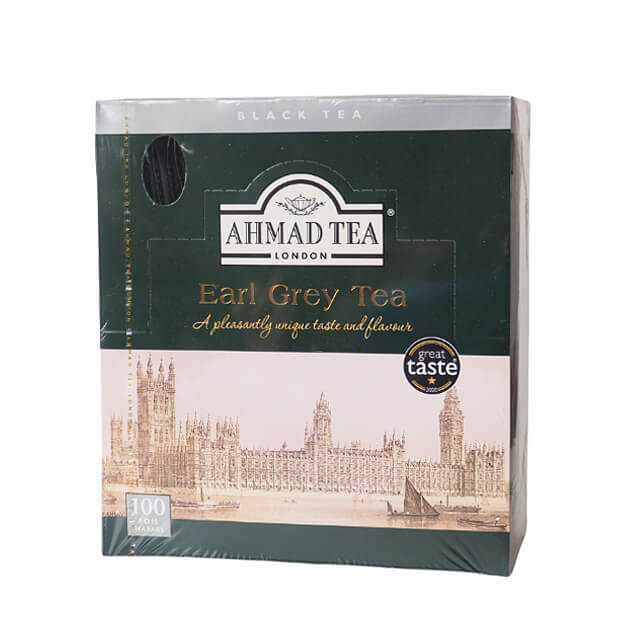 BLACK TEA
AHMAD TEA
®
LONDON
Earl Grey Tea
A pleasantly unique taste and flavour
great
taste
100
FOIL
TEABAGS